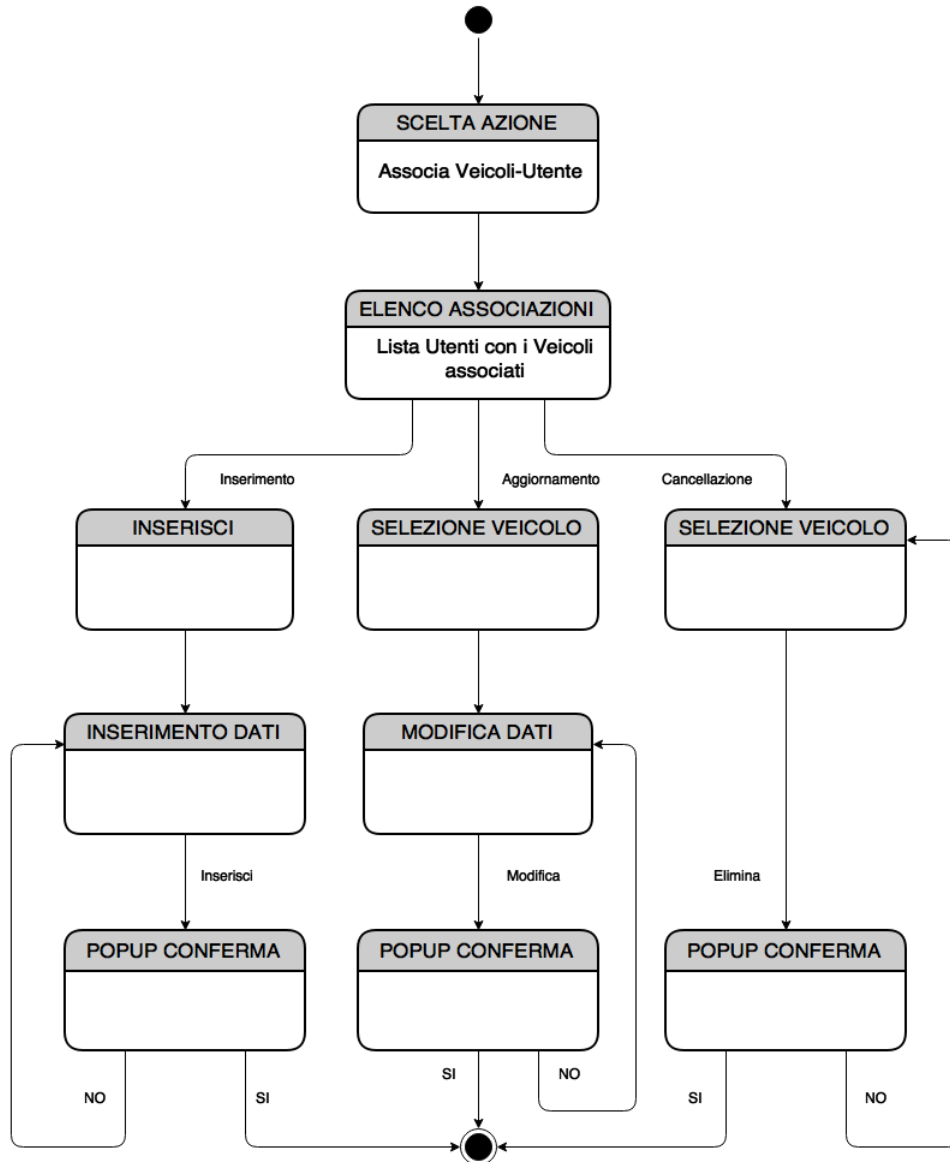 SCELTA AZIONE
Associa Veicoli-Utente
ELENCO ASSOCIAZIONI
Lista Utenti con i Veicoli
associati
Inserimento
Aggiornamento
Cancellazione
INSERISCI
SELEZIONE VEICOLO
SELEZIONE VEICOLO
INSERIMENTO DATI
MODIFICA DATI
Inserisci
Modifica
Elimina
POPUP CONFERMA
POPUP CONFERMA
POPUP CONFERMA
NO
SI
SI
NO
SI
NO